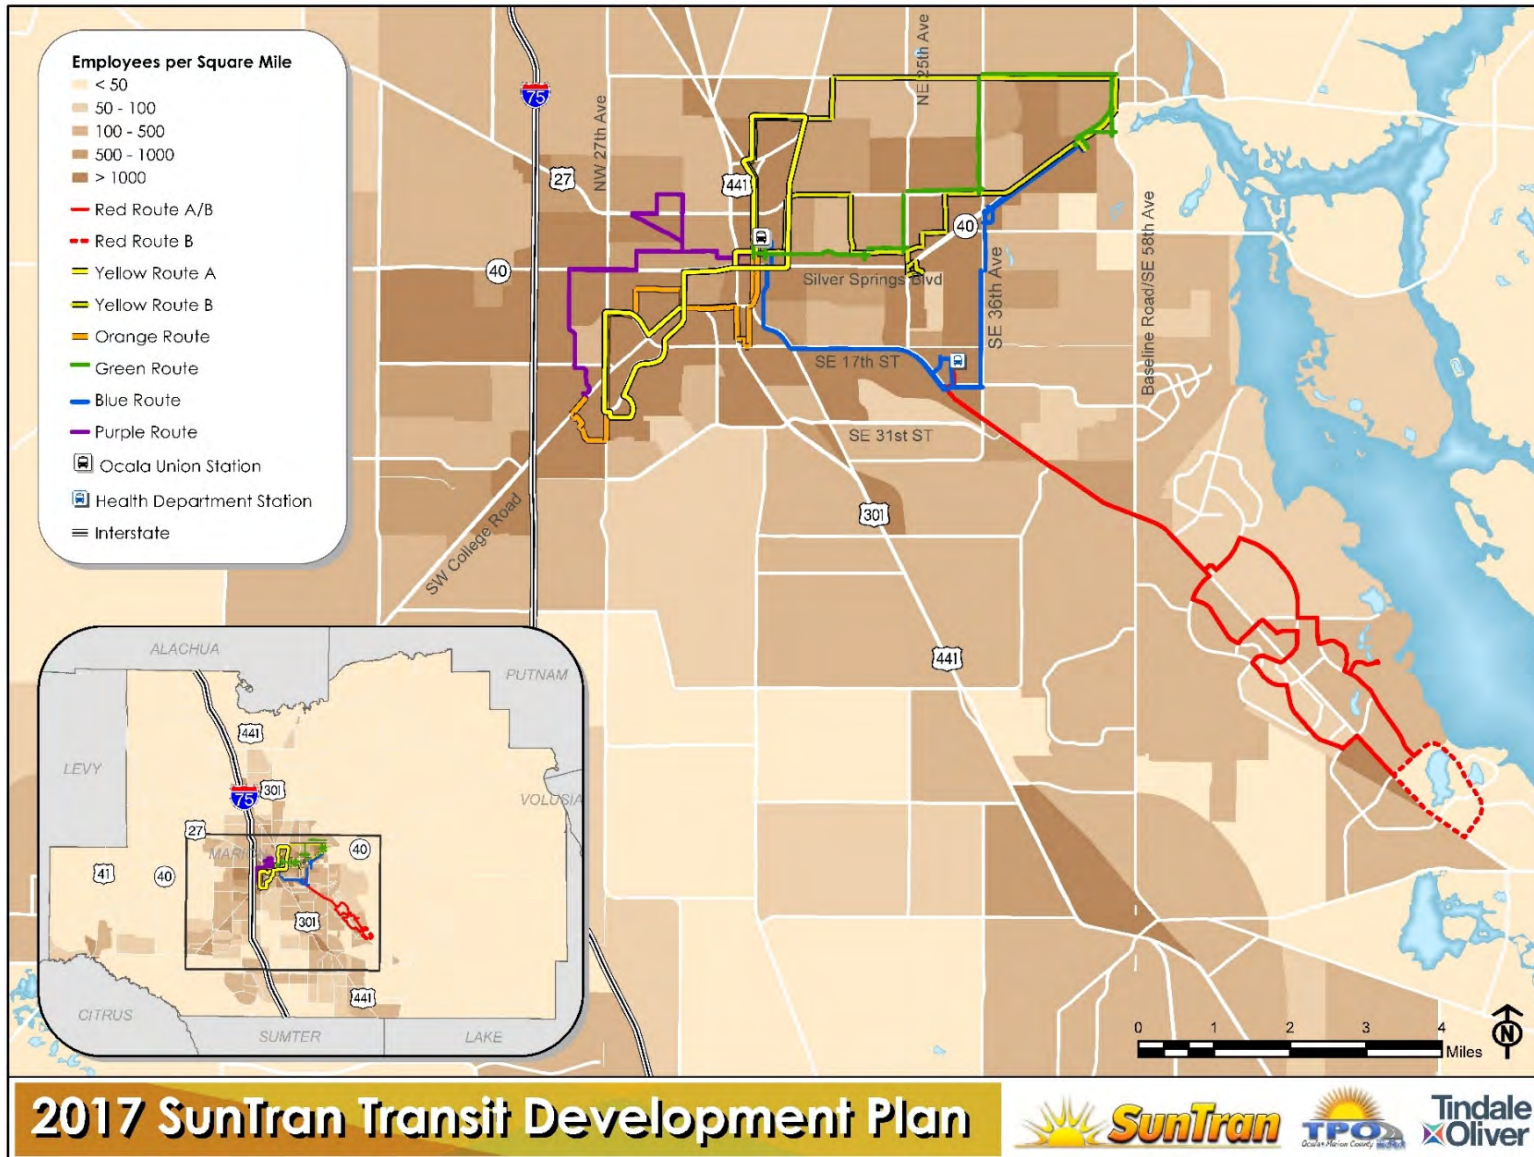 Employees per Square Mile
< 50
50 - 100
100 - 500
500 - 1000
> 1000
Red Route A/B
Red Route B
Yellow Route A
Yellow Route B
Orange Route
Green Route
Blue Route
Purple Route
Ocala Union Station
Health Department Station
Interstate
75
27
NW 27th Ave
441
NE 25th Ave
40
40
Silver Springs Blvd
SE 36th Ave
Baseline Road/SE 58th Ave
SE 17th ST
SE 31st ST
SW College Road
301
441
ALACHUA
PUTNAM
LEVY
VOLUSIA
MARION
CITRUS
SUMTER
LAKE
441
301
75
27
40
41
40
301
441
0 1 2 3 4
Miles
N
2017 SunTran Transit Development Plan
SunTran
TPO
Tindale
Oliver